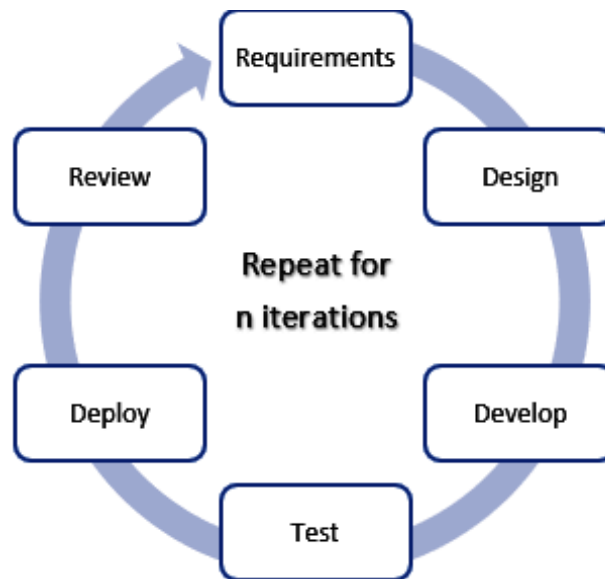 Requirements
Design
Develop
Test
Deploy
Review
Repeat for
n iterations